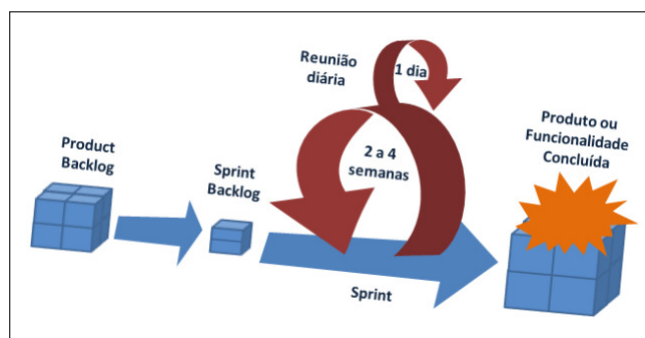 Product
Backlog
Sprint
Backlog
Reunião
diária
1 dia
2 a 4
semanas
Sprint
Produto ou
Funcionalidade
Concluída